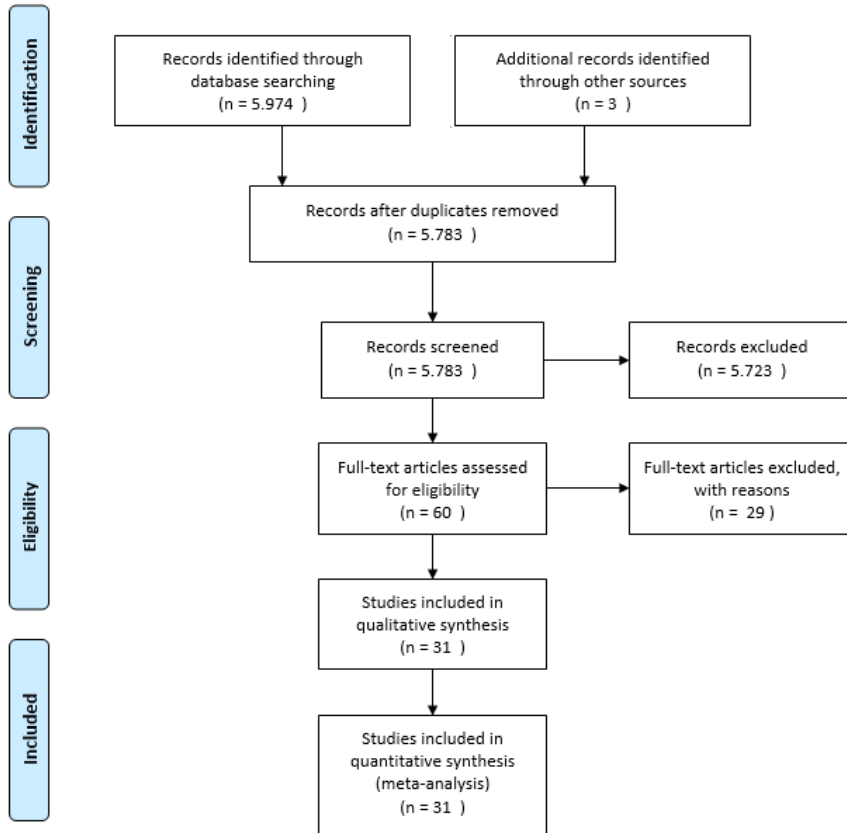 Identification
Records identified through
database searching
(n = 5.974 )
Additional records identified
through other sources
(n = 3 )
Records after duplicates removed
(n = 5.783 )
Screening
Records screened
(n = 5.783 )
Records excluded
(n = 5.723 )
Eligibility
Full-text articles assessed
for eligibility
(n = 60 )
Full-text articles excluded,
with reasons
(n = 29 )
Studies included in
qualitative synthesis
(n = 31 )
Included
Studies included in
quantitative synthesis
(meta-analysis)
(n = 31 )